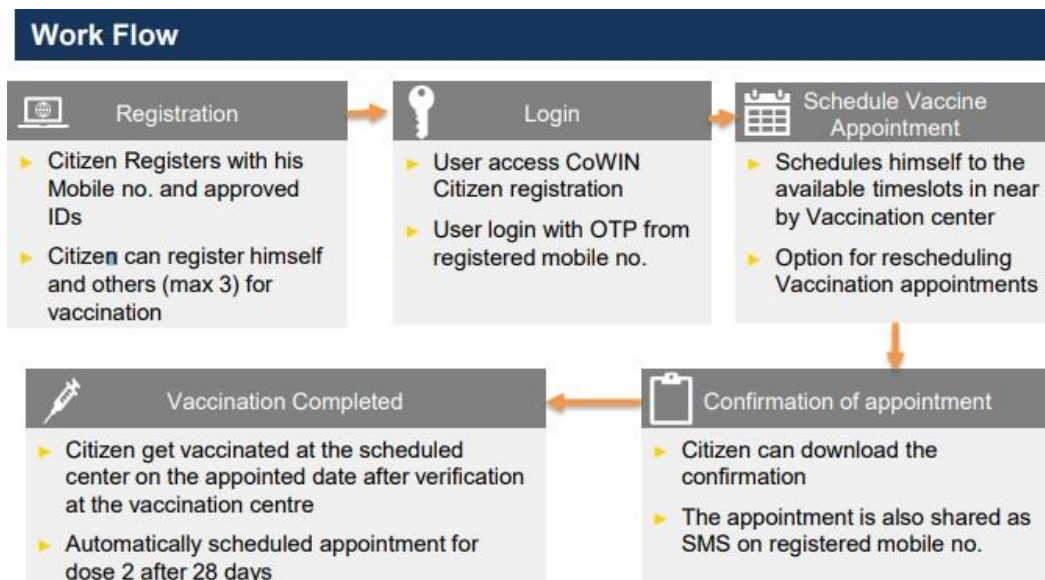 Work Flow
Registration
Citizen Registers with his
Mobile no. and approved
IDs
Citizen can register himself
and others (max 3) for
vaccination
Login
User access CoWIN
Citizen registration
User login with OTP from
registered mobile no.
Schedule Vaccine
Appointment
Schedules himself to the
available timeslots in near
by Vaccination center
Option for rescheduling
Vaccination appointments
Confirmation of appointment
Citizen can download the
confirmation
The appointment is also shared as
SMS on registered mobile no.
Vaccination Completed
Citizen get vaccinated at the scheduled
center on the appointed date after verification
at the vaccination centre
Automatically scheduled appointment for
dose 2 after 28 days